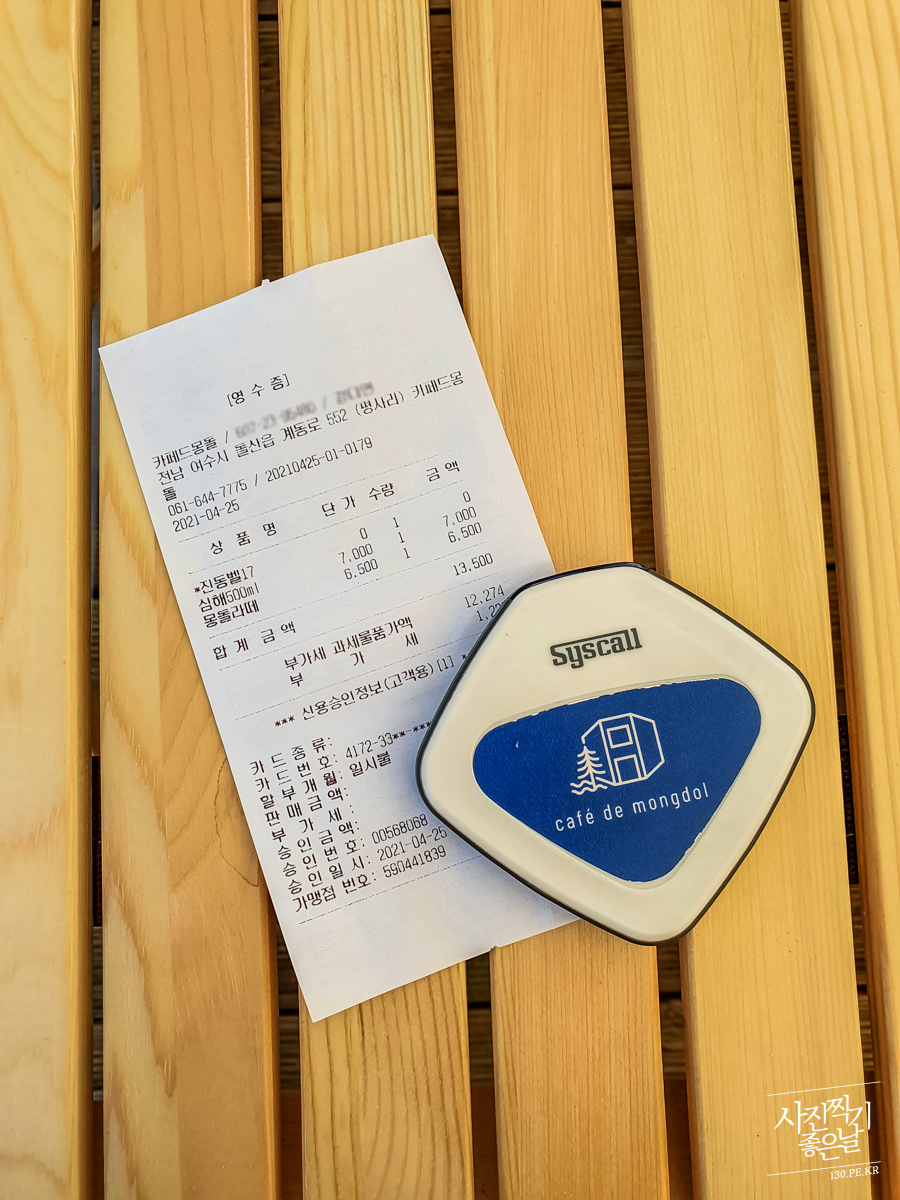 [영 수 증]
카페드몽돌 /
전남 여수시 돌산읍 계동로 552 (평사리) 카페드몽
돌
061-644-7775 / 20210425-01-0179
2021-04-25
상 품 명 단 가 수량 금 액
*진동벨17 0 1 0
심해500ml 7,000 1 7,000
몽돌라떼 6,500 1 6,500
합 계 금 액 13,500
부가세 과세물품가액 12,274
부 가 세
*** 신용승인정보(고객용)[1] *
카 드 종 류:
카 드 번 호: 4172-33**-***
할 부 개 월: 일시불
판 매 금 액:
부 가 세 :
승 인 금 액:
승 인 번 호: 00568068
승 인 일 시: 2021-04-25
가맹점 번호: 590441839
Syscall
café de mongdol
사진찍기
좋은날
130.PE.KR